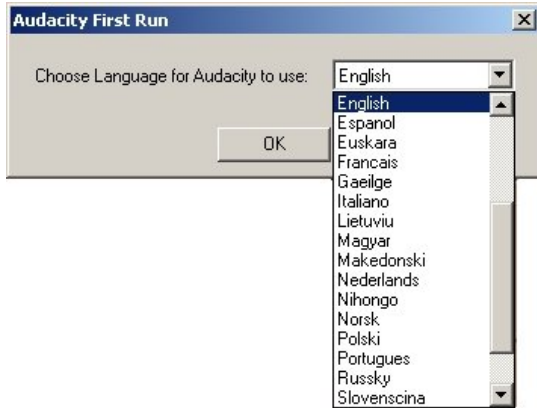 Audacity First Run
Choose Language for Audacity to use: English
English
Espanol
Euskara
OK
Francais
Gaeilge
Italiano
Lietuviu
Magyar
Makedonski
Nederlands
Nihongo
Norsk
Polski
Portugues
Russky
Slovenscina